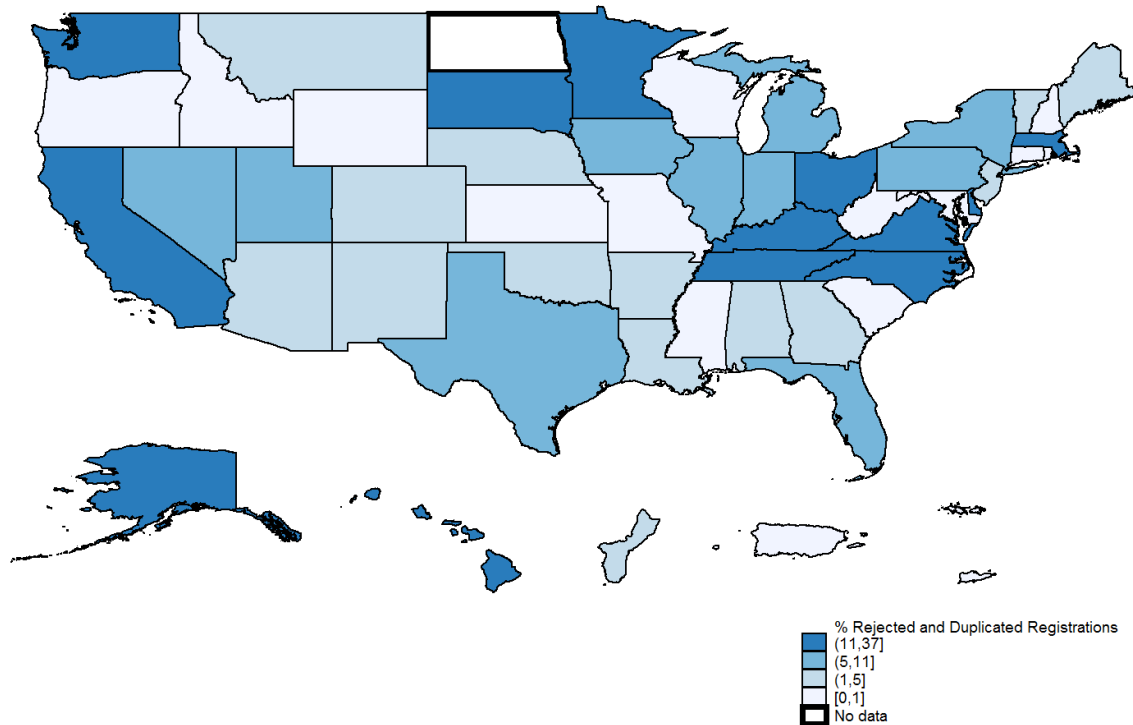 % Rejected and Duplicated Registrations
(11,37]
(5,11]
(1,5]
[0,1]
No data